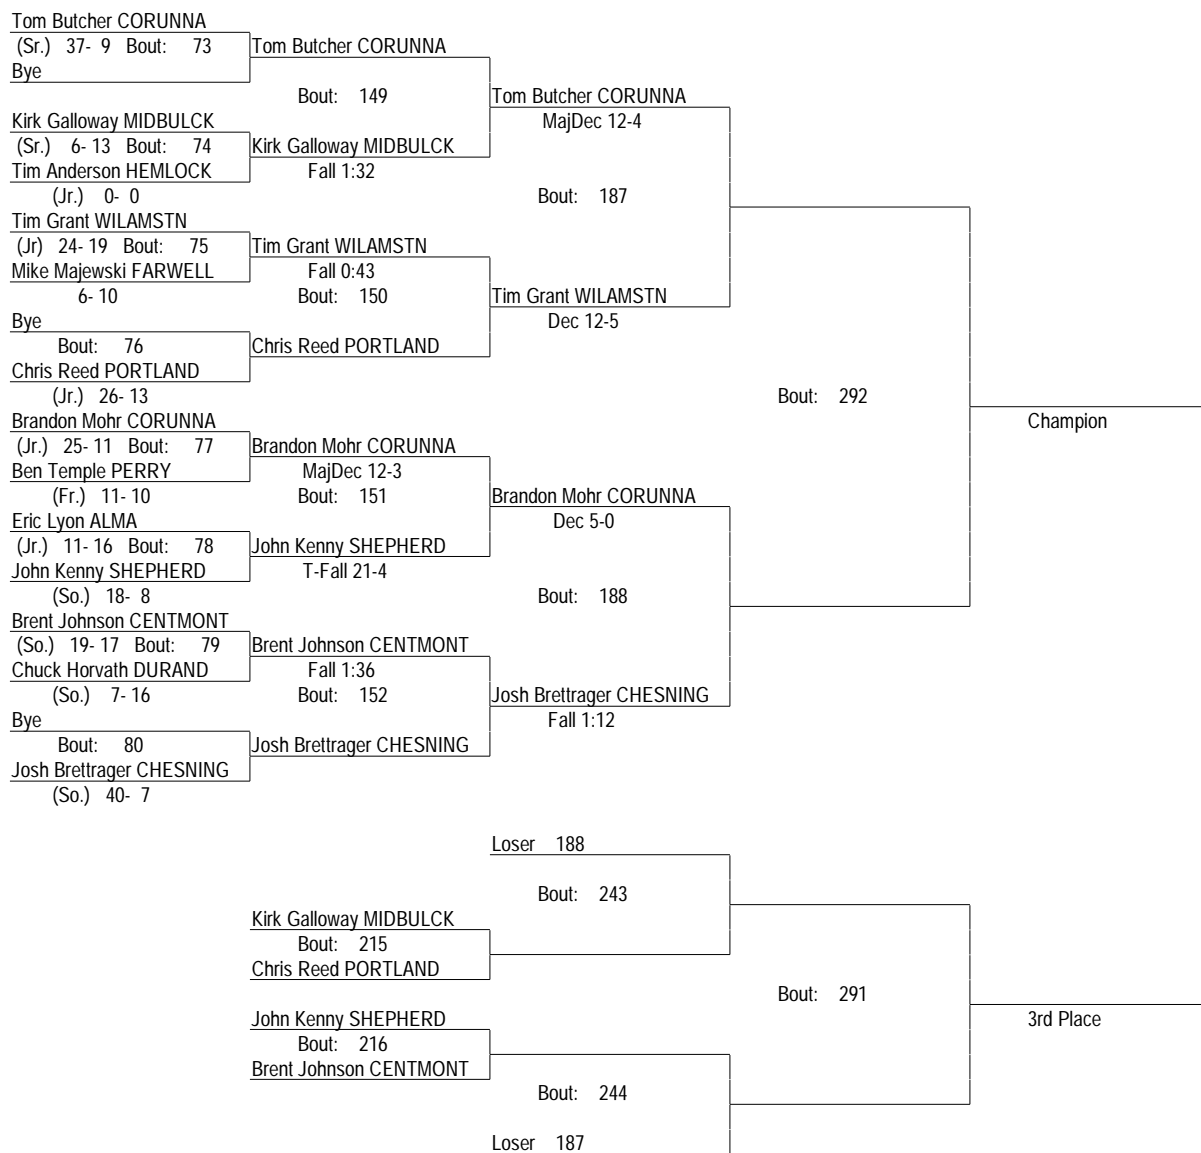 Tom Butcher CORUNNA
(Sr.) 37- 9 Bout: 73 Tom Butcher CORUNNA
Bye
Bout: 149 Tom Butcher CORUNNA
Kirk Galloway MIDBULCK MajDec 12-4
(Sr.) 6- 13 Bout: 74 Kirk Galloway MIDBULCK
Tim Anderson HEMLOCK Fall 1:32
(Jr.) 0- 0 Bout: 187
Tim Grant WILAMSTN
(Jr) 24- 19 Bout: 75 Tim Grant WILAMSTN
Mike Majewski FARWELL Fall 0:43
6- 10 Bout: 150 Tim Grant WILAMSTN
Bye Dec 12-5
Bout: 76 Chris Reed PORTLAND
Chris Reed PORTLAND
(Jr.) 26- 13 Bout: 292
Brandon Mohr CORUNNA Champion
(Jr.) 25- 11 Bout: 77 Brandon Mohr CORUNNA
Ben Temple PERRY MajDec 12-3
(Fr.) 11- 10 Bout: 151 Brandon Mohr CORUNNA
Eric Lyon ALMA Dec 5-0
(Jr.) 11- 16 Bout: 78 John Kenny SHEPHERD
John Kenny SHEPHERD T-Fall 21-4
(So.) 18- 8 Bout: 188
Brent Johnson CENTMONT
(So.) 19- 17 Bout: 79 Brent Johnson CENTMONT
Chuck Horvath DURAND Fall 1:36
(So.) 7- 16 Bout: 152 Josh Brettrager CHESNING
Bye Fall 1:12
Bout: 80 Josh Brettrager CHESNING
Josh Brettrager CHESNING
(So.) 40- 7
Loser 188
Bout: 243
Kirk Galloway MIDBULCK
Bout: 215
Chris Reed PORTLAND
Bout: 291
John Kenny SHEPHERD 3rd Place
Bout: 216
Brent Johnson CENTMONT
Bout: 244
Loser 187